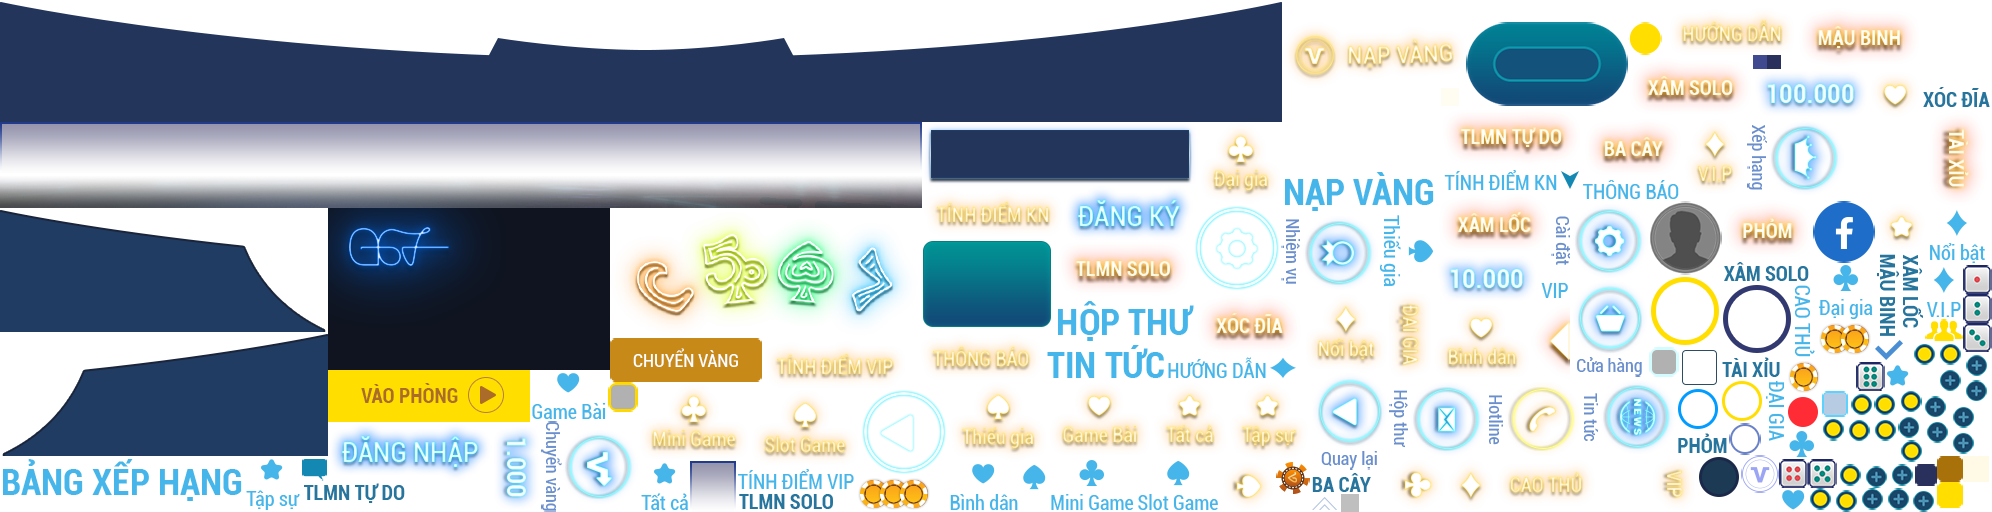 NẠP VÀNG
HƯỚNG DẪN
MẬU BINH
XÂM SOLO
100.000
XÓC ĐĨA
TLMN TỰ DO
BA CÂY
V.I.P
Xếp hạng
TÀI XỈU
Đại gia
TÍNH ĐIỂM KN
THÔNG BÁO
NẠP VÀNG
TÍNH ĐIỂM KN
ĐĂNG KÝ
Nhiệm vụ
Thiếu gia
XÂM LỐC
Cài đặt
PHỎM
Nổi bật
TLMN SOLO
10.000
XÂM SOLO
MẬU BINH
XÂM LỐC
VIP
CAO THỦ
Đại gia
V.I.P
HỘP THƯ
XÓC ĐĨA
Nổi bật
ĐẠI GIA
Bình dân
CHUYỂN VÀNG
TÍNH ĐIỂM VIP
THÔNG BÁO
TIN TỨC
HƯỚNG DẪN
Cửa hàng
TÀI XỈU
VÀO PHÒNG
Game Bài
ĐẠI GIA
Mini Game
Slot Game
Thiếu gia
Game Bài
Tất cả
Tập sự
Hộp thư
Hotline
Tin tức
NEWS
ĐĂNG NHẬP
1.000
Chuyển vàng
PHỎM
Quay lại
BẢNG XẾP HẠNG
Tập sự
TLMN TỰ DO
Tất cả
TÍNH ĐIỂM VIP
TLMN SOLO
Bình dân
Mini Game
Slot Game
BA CÂY
CAO THỦ
VIP